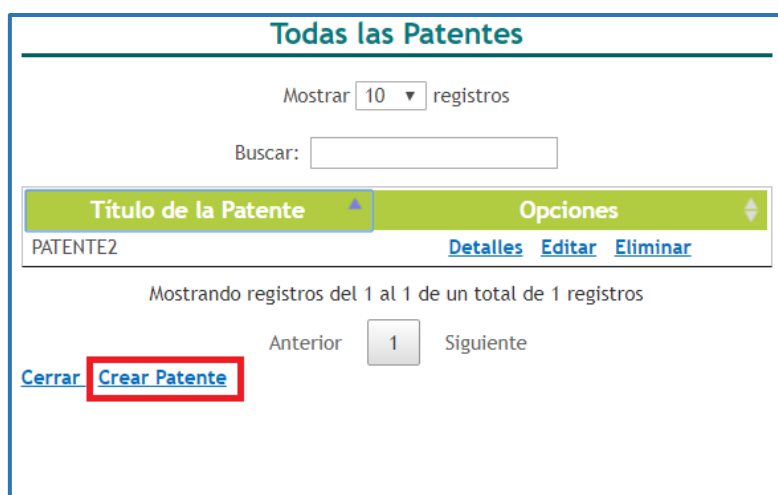 Todas las Patentes
Mostrar 10 registros
Buscar:
Título de la Patente Opciones
PATENTE2 Detalles Editar Eliminar
Mostrando registros del 1 al 1 de un total de 1 registros
Anterior 1 Siguiente
Cerrar Crear Patente